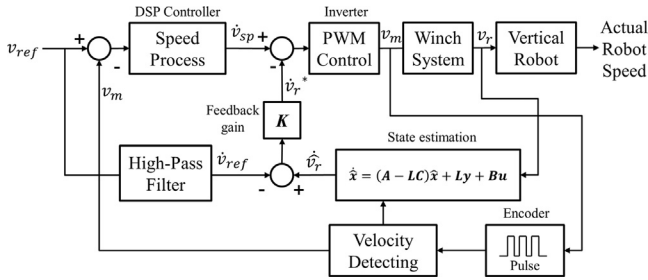 DSP Controller
Inverter
v_ref
+
-
Speed
Process
v̇_sp
+
-
PWM
Control
v_m
Winch
System
v_r
Vertical
Robot
Actual
Robot
Speed
v_m
v̇_r*
Feedback
gain
K
State estimation
High-Pass
Filter
v̇_ref
-
+
v̂̇_r
x̂̇ = (A − LC)x̂ + Ly + Bu
Encoder
Velocity
Detecting
Pulse